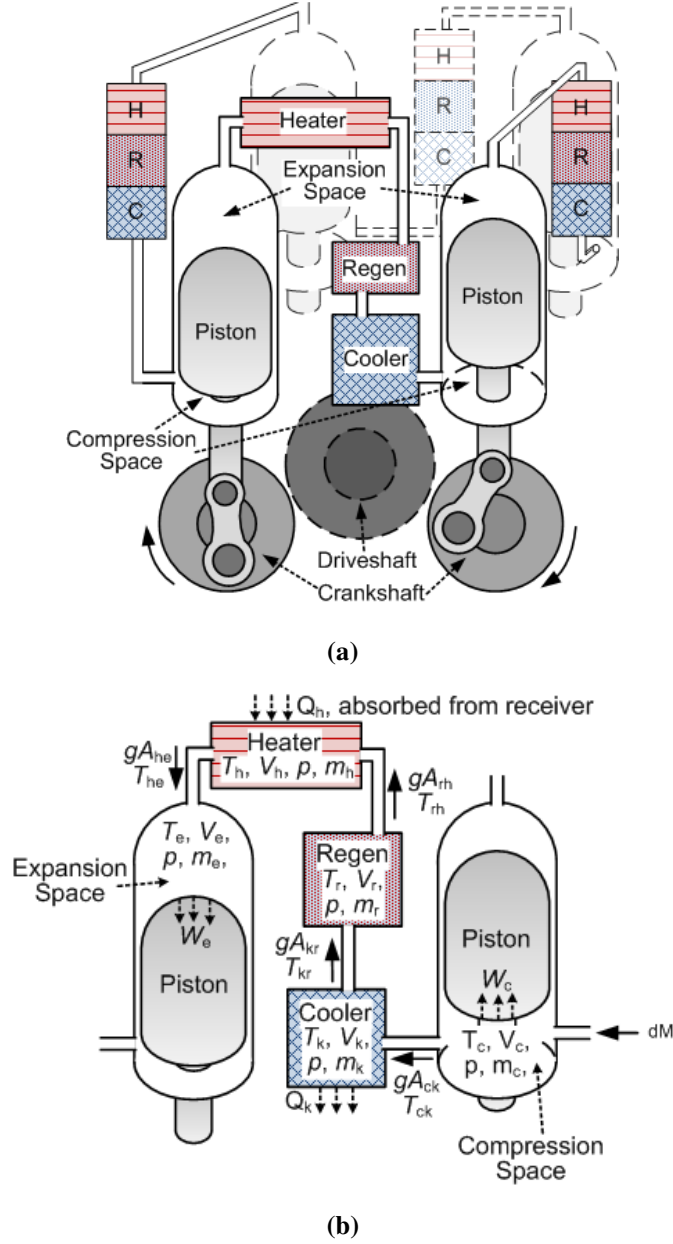 H
R
C
Heater
Expansion
Space
H
R
C
H
R
C
Regen
Piston
Piston
Cooler
Compression
Space
Driveshaft
Crankshaft
(a)
Q_h, absorbed from receiver
Heater
T_h, V_h, p, m_h
gA_he
T_he
gA_rh
T_rh
T_e, V_e,
p, m_e,
Expansion
Space
Regen
T_r, V_r,
p, m_r
W_e
Piston
Piston
W_c
gA_kr
T_kr
Cooler
T_k, V_k,
p, m_k
T_c, V_c,
p, m_c,
dM
gA_ck
T_ck
Q_k
Compression
Space
(b)